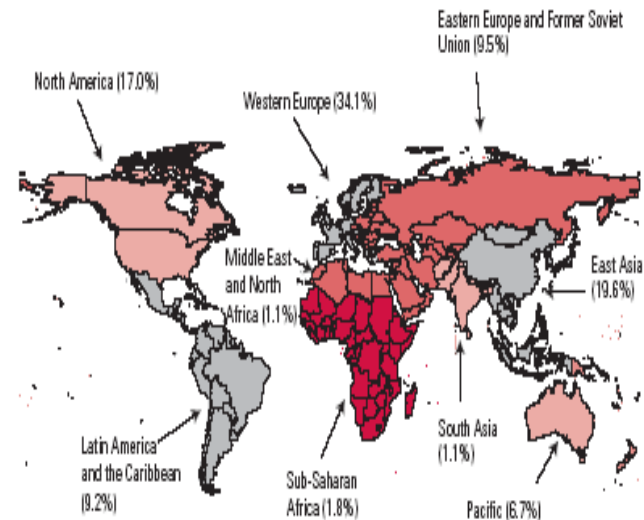 Eastern Europe and Former Soviet
Union (9.5%)
North America (17.0%)
Western Europe (34.1%)
Middle East
and North
Africa (1.1%)
East Asia
(19.6%)
Latin America
and the Caribbean
(9.2%)
Sub-Saharan
Africa (1.8%)
South Asia
(1.1%)
Pacific (6.7%)